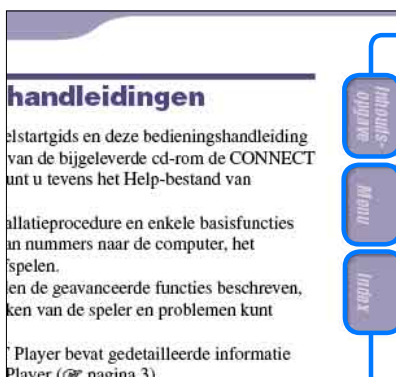 handleidingen
elstartgids en deze bedieningshandleiding
van de bijgeleverde cd-rom de CONNECT
unt u tevens het Help-bestand van
allatieprocedure en enkele basisfuncties
an nummers naar de computer, het
fspelen.
en de geavanceerde functies beschreven,
ken van de speler en problemen kunt
Player bevat gedetailleerde informatie
Player (☞ pagina 3).
Inhouds-
opgave
Menu
Index